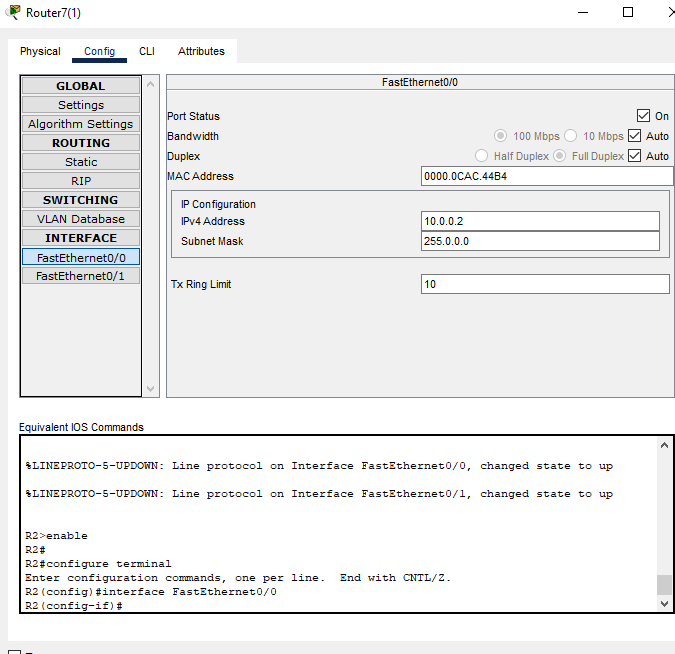 Router7(1)
Physical Config CLI Attributes
GLOBAL
Settings
Algorithm Settings
ROUTING
Static
RIP
SWITCHING
VLAN Database
INTERFACE
FastEthernet0/0
FastEthernet0/1
FastEthernet0/0
Port Status On
Bandwidth 100 Mbps 10 Mbps Auto
Duplex Half Duplex Full Duplex Auto
MAC Address 0000.0CAC.44B4
IP Configuration
IPv4 Address 10.0.0.2
Subnet Mask 255.0.0.0
Tx Ring Limit 10
Equivalent IOS Commands
%LINEPROTO-5-UPDOWN: Line protocol on Interface FastEthernet0/0, changed state to up
%LINEPROTO-5-UPDOWN: Line protocol on Interface FastEthernet0/1, changed state to up
R2>enable
R2#
R2#configure terminal
Enter configuration commands, one per line. End with CNTL/Z.
R2(config)#interface FastEthernet0/0
R2(config-if)#